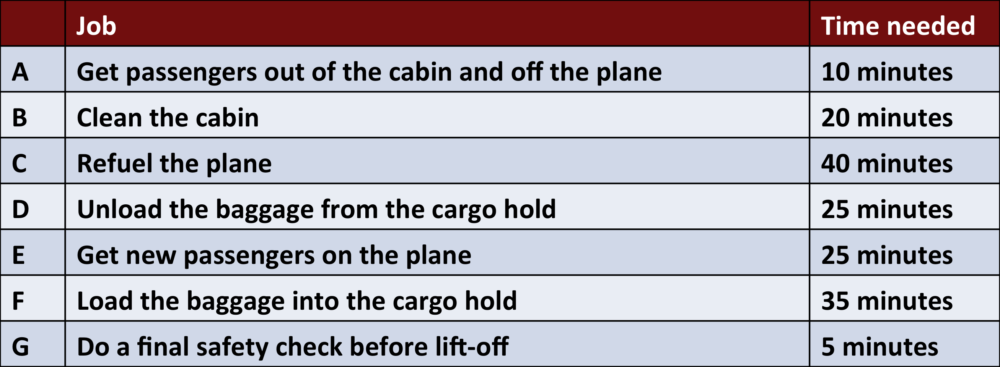 Job Time needed
A Get passengers out of the cabin and off the plane 10 minutes
B Clean the cabin 20 minutes
C Refuel the plane 40 minutes
D Unload the baggage from the cargo hold 25 minutes
E Get new passengers on the plane 25 minutes
F Load the baggage into the cargo hold 35 minutes
G Do a final safety check before lift-off 5 minutes